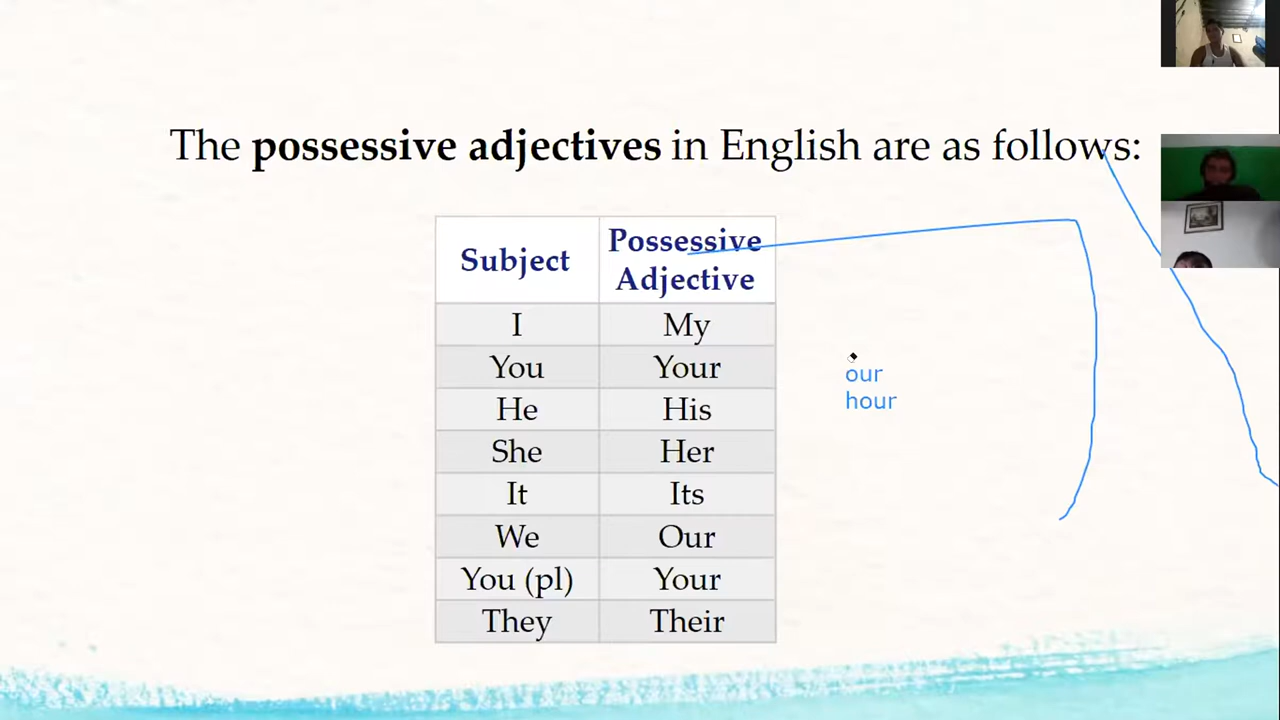 The possessive adjectives in English are as follows:
Subject Possessive Adjective
I My
You Your
He His
She Her
It Its
We Our
You (pl) Your
They Their
our
hour